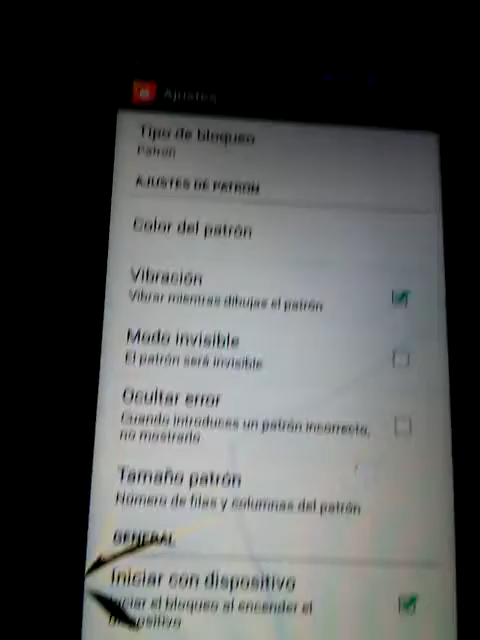 Ajustes
Tipo de bloqueo
Patrón
AJUSTES DE PATRÓN
Color del patrón
Vibración
Vibrar mientras dibujas el patrón
Modo invisible
El patrón será invisible
Ocultar error
Cuando introduces un patrón incorrecto,
no mostrarlo
Tamaño patrón
Número de filas y columnas del patrón
GENERAL
Iniciar con dispositivo
Iniciar el bloqueo al encender el
dispositivo